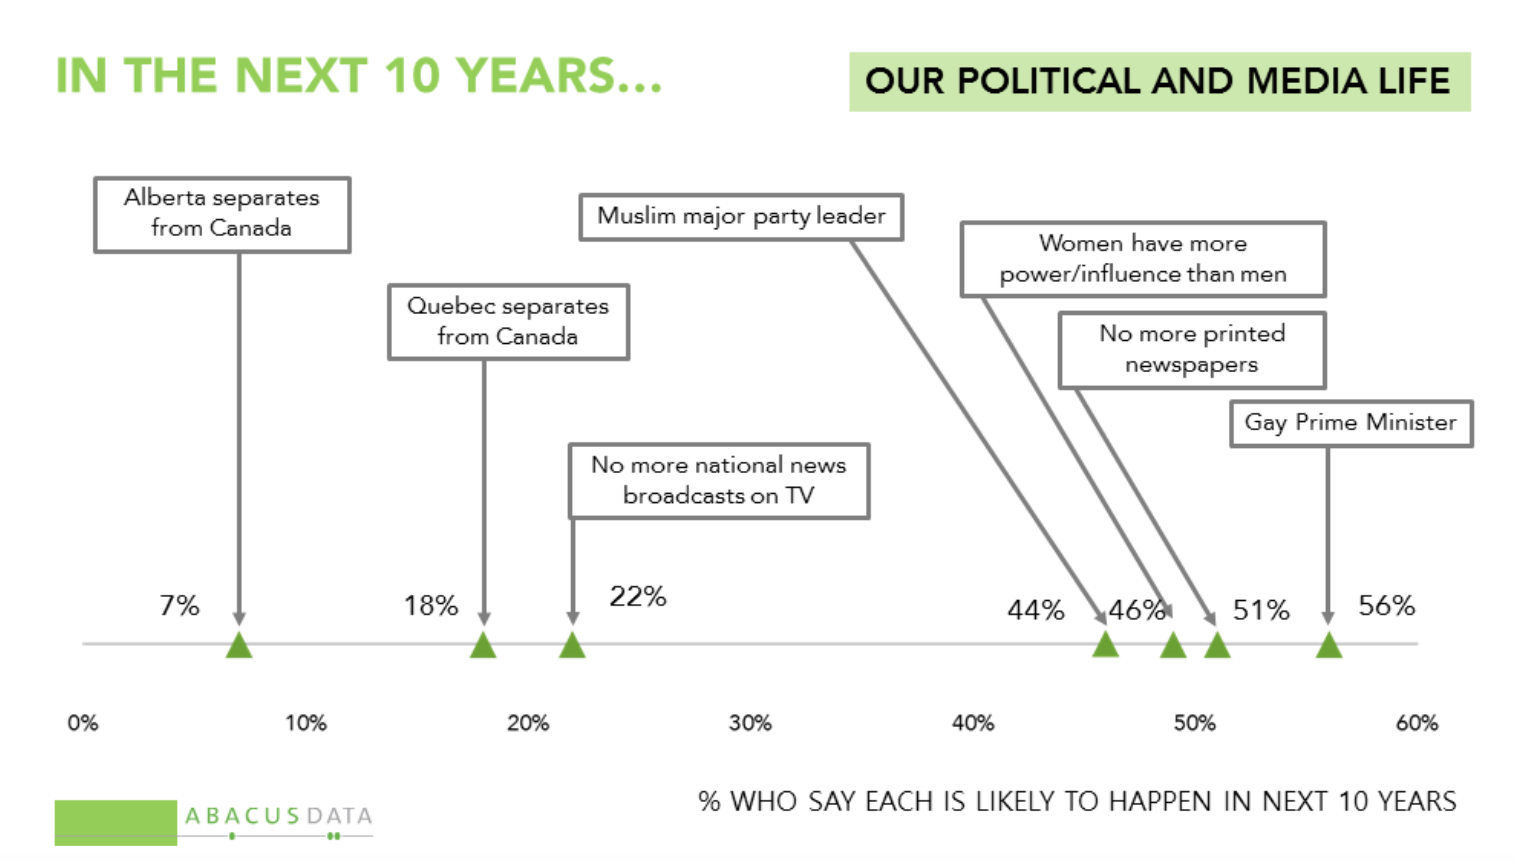 IN THE NEXT 10 YEARS...
OUR POLITICAL AND MEDIA LIFE
Alberta separates
from Canada
Muslim major party leader
Women have more
power/influence than men
Quebec separates
from Canada
No more printed
newspapers
Gay Prime Minister
No more national news
broadcasts on TV
7%
18%
22%
44%
46%
51%
56%
0%
10%
20%
30%
40%
50%
60%
% WHO SAY EACH IS LIKELY TO HAPPEN IN NEXT 10 YEARS
ABACUS DATA